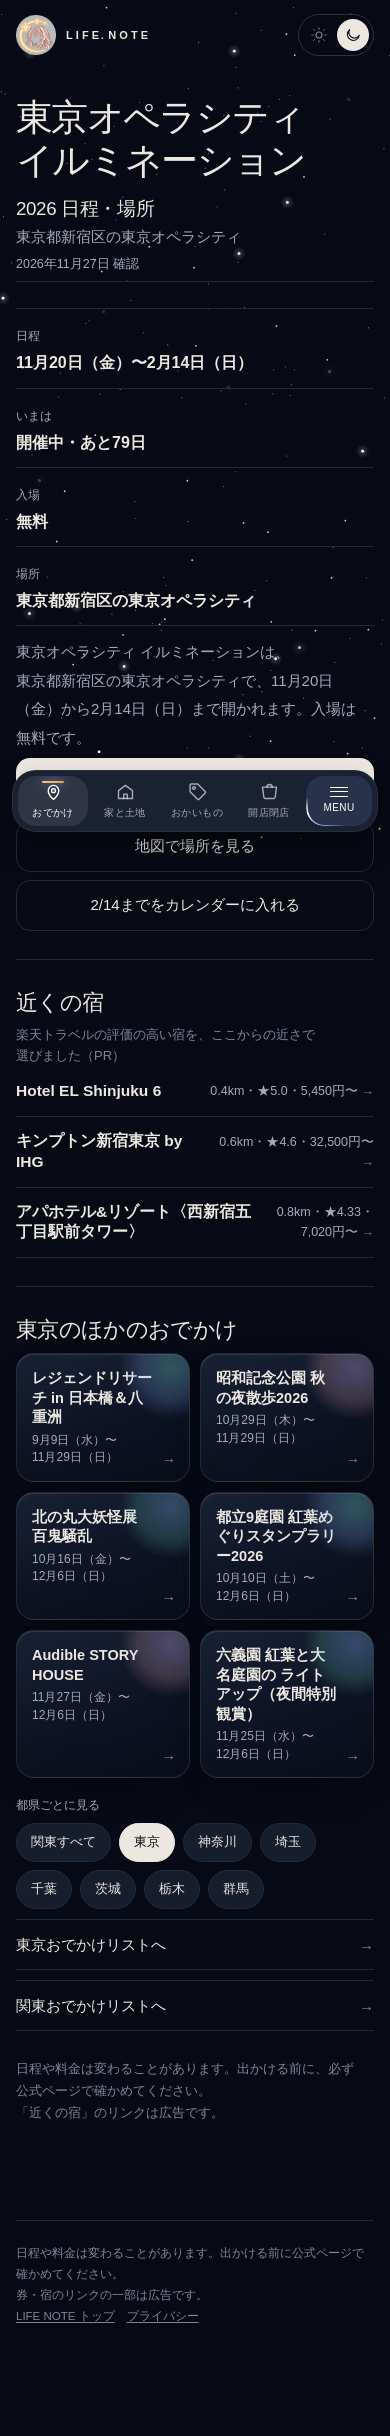 LIFE.NOTE
東京オペラシティ
イルミネーション
2026 日程・場所
東京都新宿区の東京オペラシティ
2026年11月27日 確認
日程
11月20日（金）〜2月14日（日）
いまは
開催中・あと79日
入場
無料
場所
東京都新宿区の東京オペラシティ
東京オペラシティ イルミネーションは、
東京都新宿区の東京オペラシティで、11月20日
（金）から2月14日（日）まで開かれます。入場は
無料です。
おでかけ
家と土地
おかいもの
開店閉店
MENU
地図で場所を見る
2/14までをカレンダーに入れる
近くの宿
楽天トラベルの評価の高い宿を、ここからの近さで
選びました（PR）
Hotel EL Shinjuku 6
0.4km・★5.0・5,450円〜 →
キンプトン新宿東京 by
IHG
0.6km・★4.6・32,500円〜
→
アパホテル&リゾート〈西新宿五
丁目駅前タワー〉
0.8km・★4.33・
7,020円〜 →
東京のほかのおでかけ
レジェンドリサー
チ in 日本橋＆八
重洲
9月9日（水）〜
11月29日（日）
→
昭和記念公園 秋
の夜散歩2026
10月29日（木）〜
11月29日（日）
→
北の丸大妖怪展
百鬼騒乱
10月16日（金）〜
12月6日（日）
→
都立9庭園 紅葉め
ぐりスタンプラリ
ー2026
10月10日（土）〜
12月6日（日）
→
Audible STORY
HOUSE
11月27日（金）〜
12月6日（日）
→
六義園 紅葉と大
名庭園の ライト
アップ（夜間特別
観賞）
11月25日（水）〜
12月6日（日）
→
都県ごとに見る
関東すべて
東京
神奈川
埼玉
千葉
茨城
栃木
群馬
東京おでかけリストへ
→
関東おでかけリストへ
→
日程や料金は変わることがあります。出かける前に、必ず
公式ページで確かめてください。
「近くの宿」のリンクは広告です。
日程や料金は変わることがあります。出かける前に公式ページで
確かめてください。
券・宿のリンクの一部は広告です。
LIFE NOTE トップ プライバシー